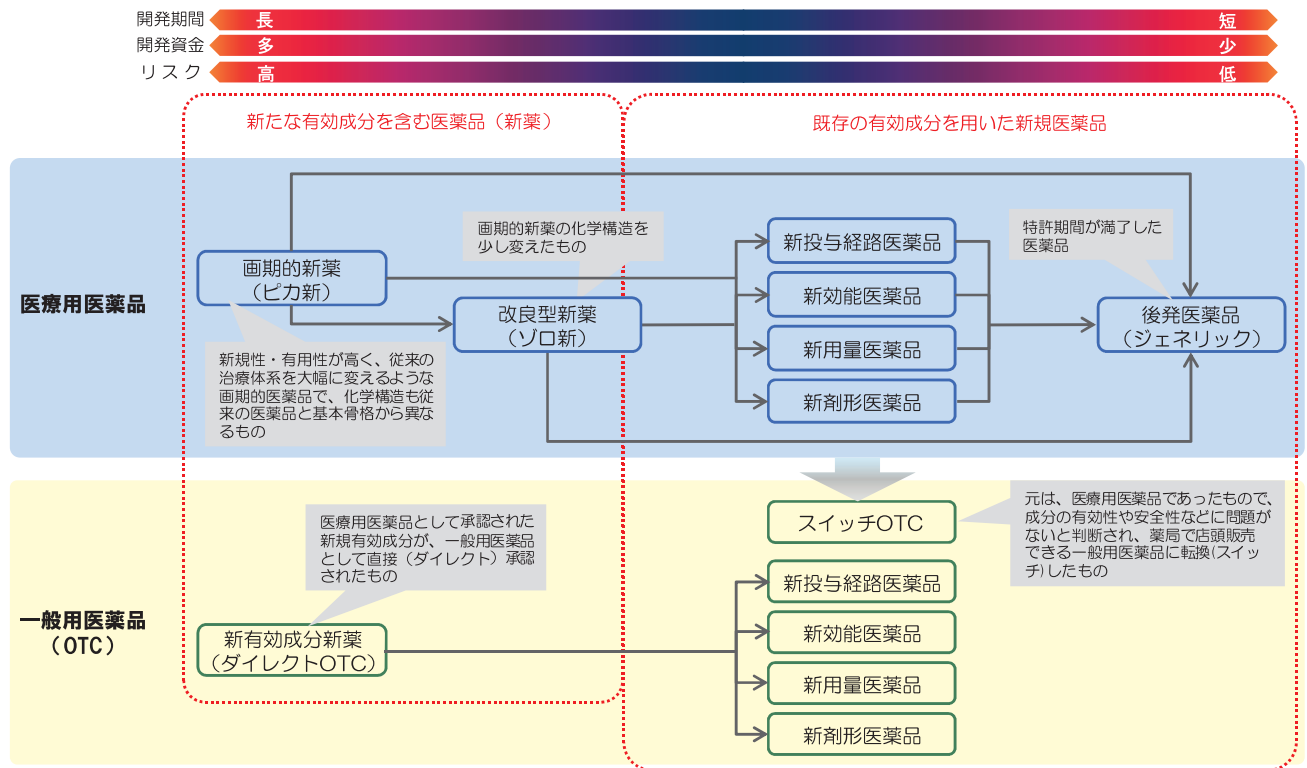 開発期間
長
短
開発資金
多
少
リスク
高
低
新たな有効成分を含む医薬品（新薬）
既存の有効成分を用いた新規医薬品
医療用医薬品
画期的新薬
（ピカ新）
新規性・有用性が高く、従来の
治療体系を大幅に変えるような
画期的医薬品で、化学構造も従
来の医薬品と基本骨格から異な
るもの
画期的新薬の化学構造を
少し変えたもの
改良型新薬
（ゾロ新）
新投与経路医薬品
新効能医薬品
新用量医薬品
新剤形医薬品
特許期間が満了した
医薬品
後発医薬品
（ジェネリック）
一般用医薬品
（OTC）
医療用医薬品として承認された
新規有効成分が、一般用医薬品
として直接（ダイレクト）承認
されたもの
新有効成分新薬
（ダイレクトOTC）
スイッチOTC
元は、医療用医薬品であったもので、
成分の有効性や安全性などに問題が
ないと判断され、薬局で店頭販売
できる一般用医薬品に転換(スイッ
チ)したもの
新投与経路医薬品
新効能医薬品
新用量医薬品
新剤形医薬品